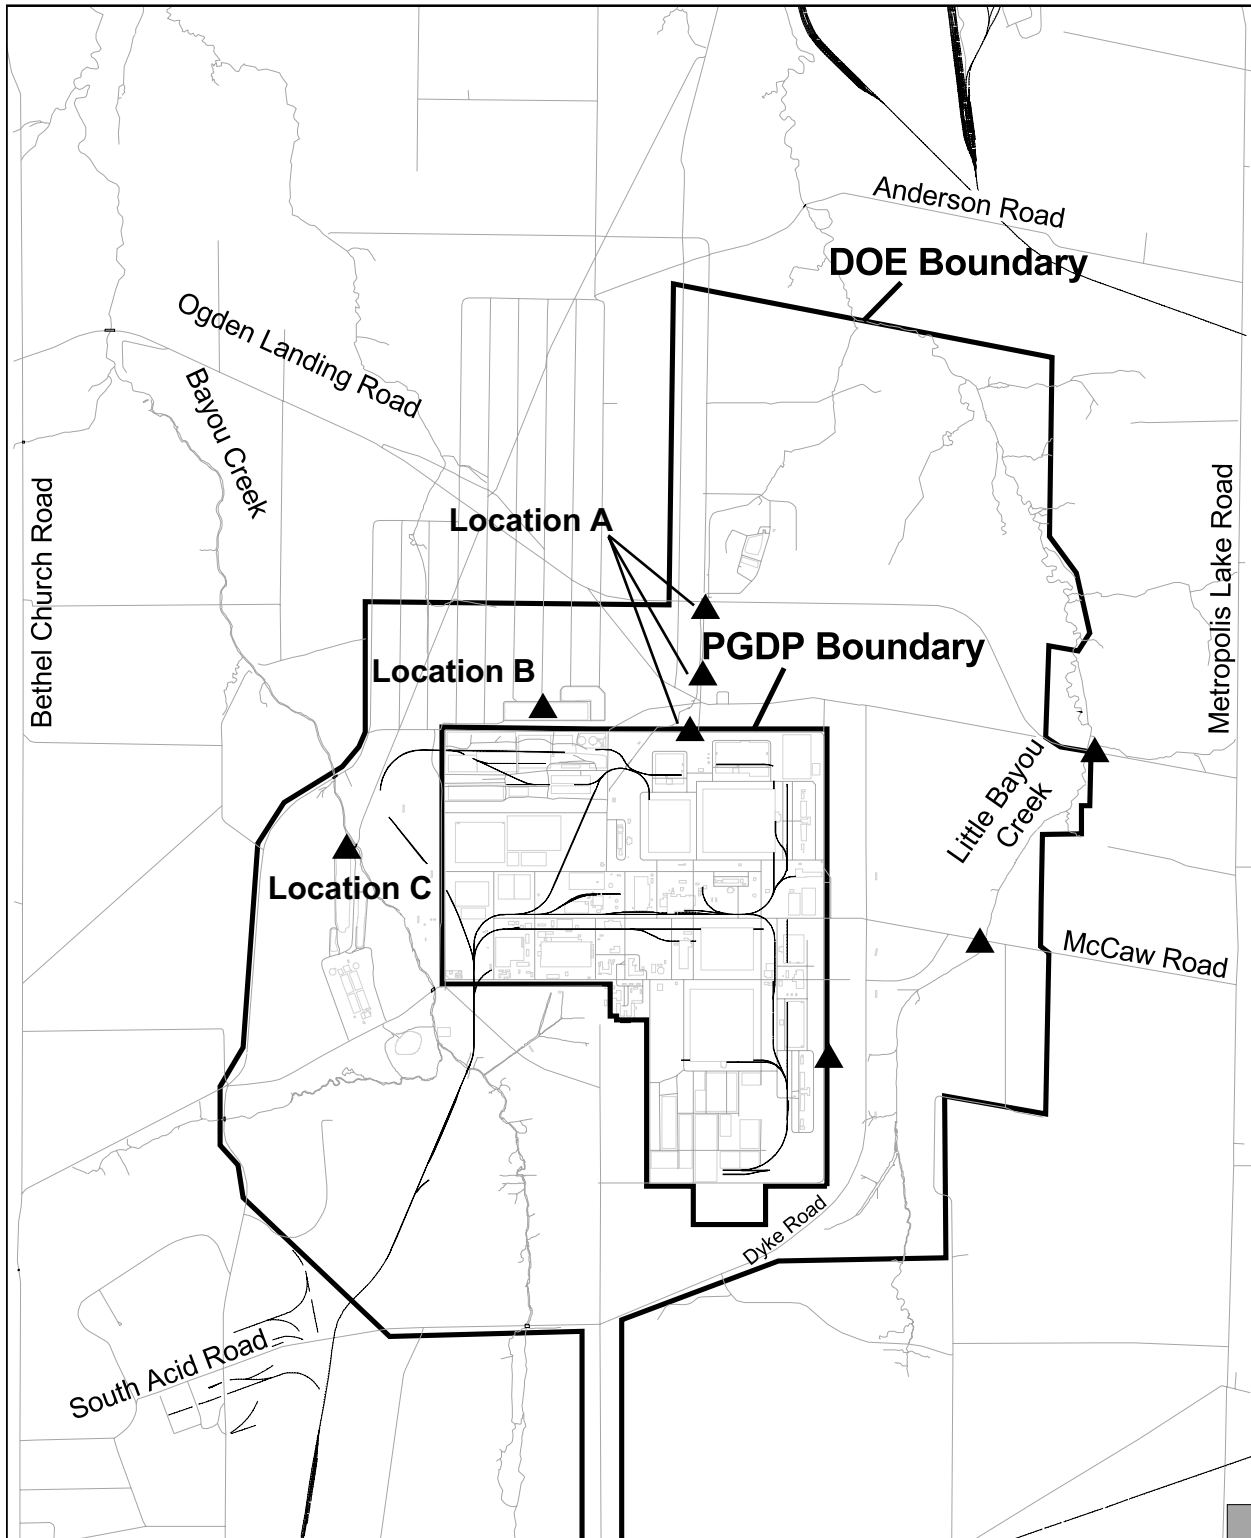 Anderson Road
DOE Boundary
Ogden Landing Road
Bayou Creek
Bethel Church Road
Metropolis Lake Road
Location A
PGDP Boundary
Location B
Little Bayou
Creek
Location C
McCaw Road
Dyke Road
South Acid Road